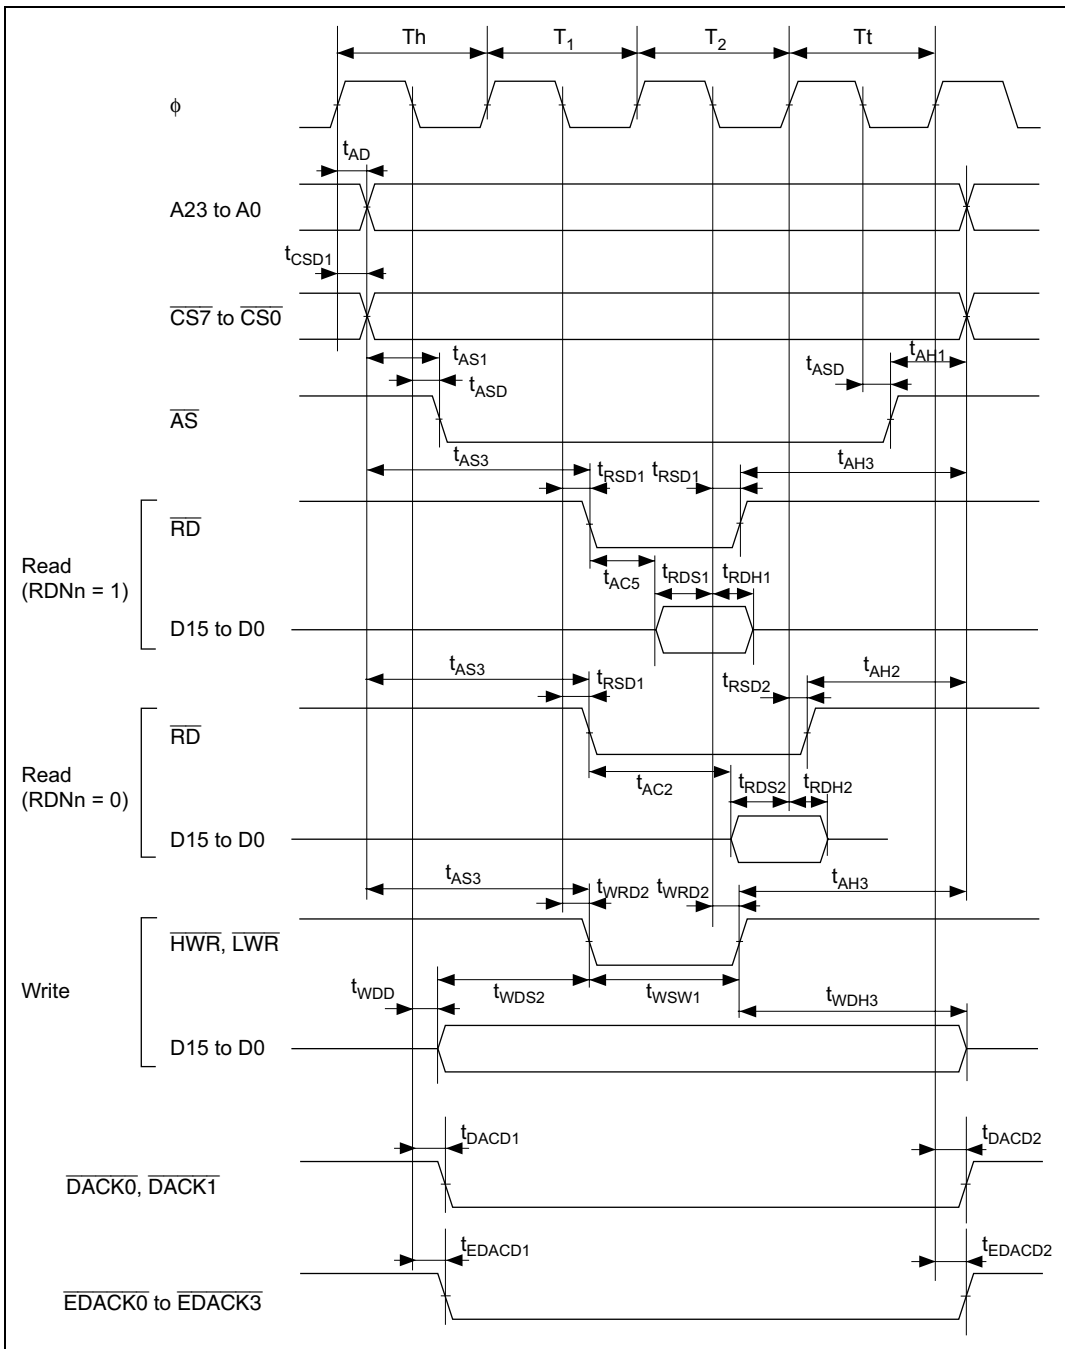 Th T1 T2 Tt
ϕ
tAD
A23 to A0
tCSD1
CS7 to CS0
tAS1 tAH1
tASD tASD
AS
tAS3 tRSD1 tRSD1 tAH3
RD
Read
(RDNn = 1)
tAC5 tRDS1 tRDH1
D15 to D0
tAS3 tRSD1 tRSD2 tAH2
RD
Read
(RDNn = 0)
tAC2 tRDS2 tRDH2
D15 to D0
tAS3 tWRD2 tWRD2 tAH3
HWR, LWR
Write
tWDD tWDS2 tWSW1 tWDH3
D15 to D0
tDACD1 tDACD2
DACK0, DACK1
tEDACD1 tEDACD2
EDACK0 to EDACK3